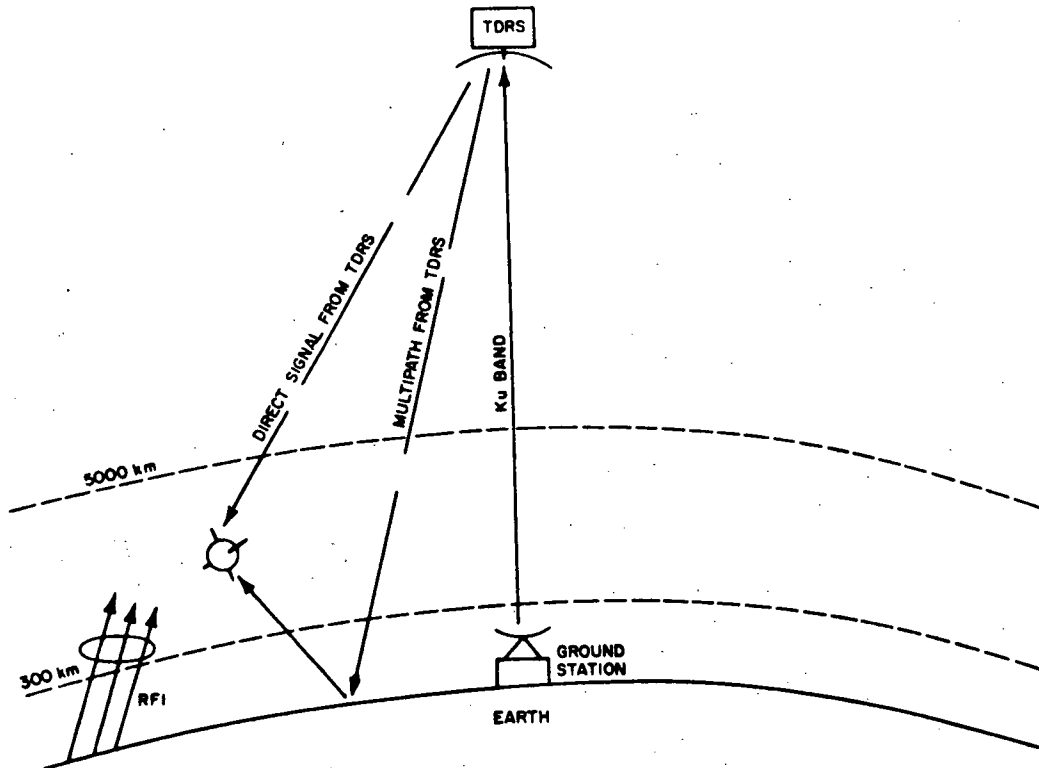 TDRS
DIRECT SIGNAL FROM TDRS
MULTIPATH FROM TDRS
Ku BAND
5000 km
300 km
RFI
GROUND
STATION
EARTH